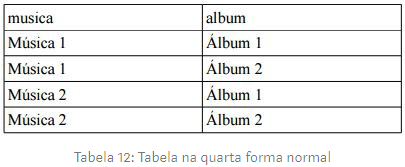 musica album
Música 1 Álbum 1
Música 1 Álbum 2
Música 2 Álbum 1
Música 2 Álbum 2
Tabela 12: Tabela na quarta forma normal